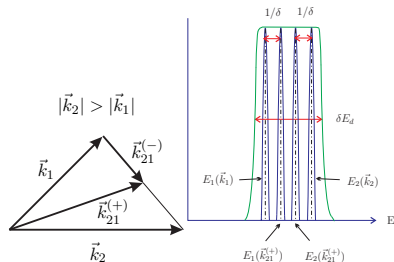 |k⃗₂| > |k⃗₁|
k⃗₁
k⃗₂₁⁽⁻⁾
k⃗₂₁⁽⁺⁾
k⃗₂
1/δ 1/δ
δE_d
E₁(k⃗₁)
E₂(k⃗₂)
E
E₁(k⃗₂₁⁽⁺⁾) E₂(k⃗₂₁⁽⁺⁾)